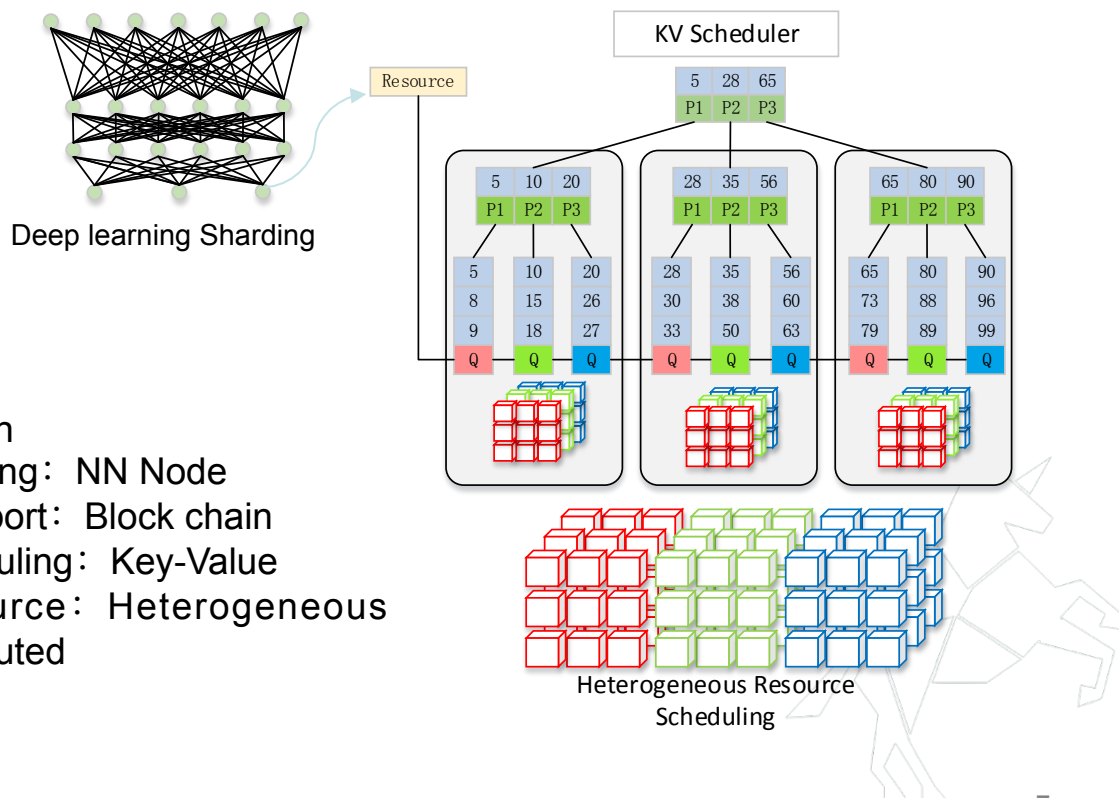 KV Scheduler
Resource
5 28 65
P1 P2 P3
5 10 20
P1 P2 P3
28 35 56
P1 P2 P3
65 80 90
P1 P2 P3
5 10 20 28 35 56 65 80 90
8 15 26 30 38 60 73 88 96
9 18 27 33 50 63 79 89 99
Q Q Q Q Q Q Q Q Q
Deep learning Sharding
n
ng：NN Node
port：Block chain
uling：Key-Value
urce：Heterogeneous
uted
Heterogeneous Resource
Scheduling